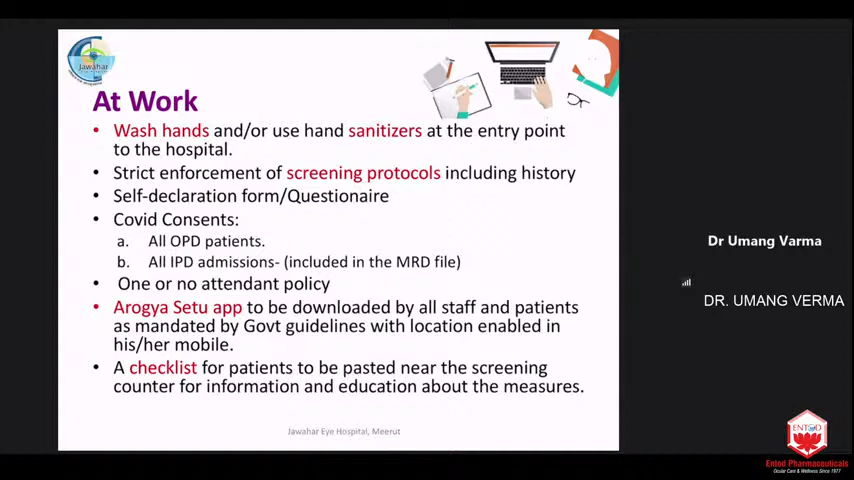 Jawahar
At Work
• Wash hands and/or use hand sanitizers at the entry point
to the hospital.
• Strict enforcement of screening protocols including history
• Self-declaration form/Questionaire
• Covid Consents:
a. All OPD patients.
b. All IPD admissions- (included in the MRD file)
• One or no attendant policy
• Arogya Setu app to be downloaded by all staff and patients
as mandated by Govt guidelines with location enabled in
his/her mobile.
• A checklist for patients to be pasted near the screening
counter for information and education about the measures.
Jawahar Eye Hospital, Meerut
Dr Umang Varma
DR. UMANG VERMA
ENTOD
Entod Pharmaceuticals
Ocular Care & Wellness Since 1977